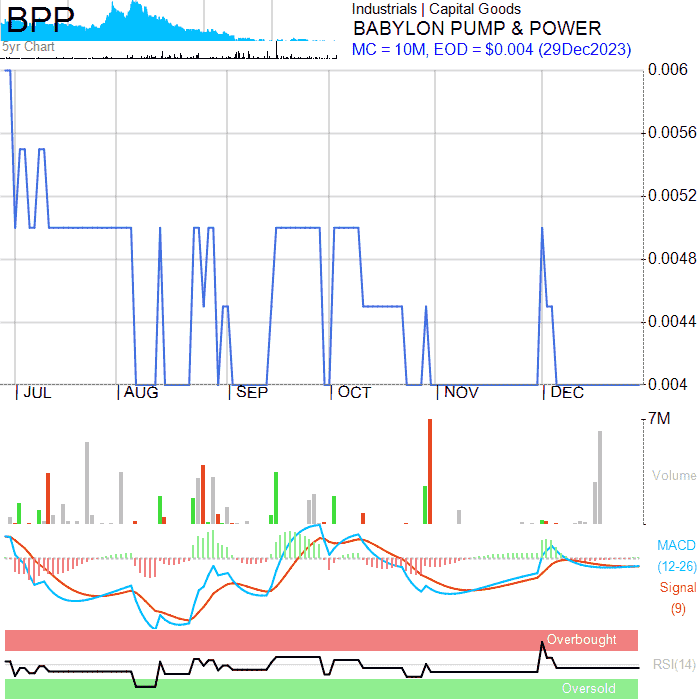 BPP
5yr Chart
Industrials | Capital Goods
BABYLON PUMP & POWER
MC = 10M, EOD = $0.004 (29Dec2023)
0.006
0.0056
0.0052
0.0048
0.0044
0.004
JUL AUG SEP OCT NOV DEC
7M
Volume
MACD
(12-26)
Signal
(9)
Overbought
RSI(14)
Oversold